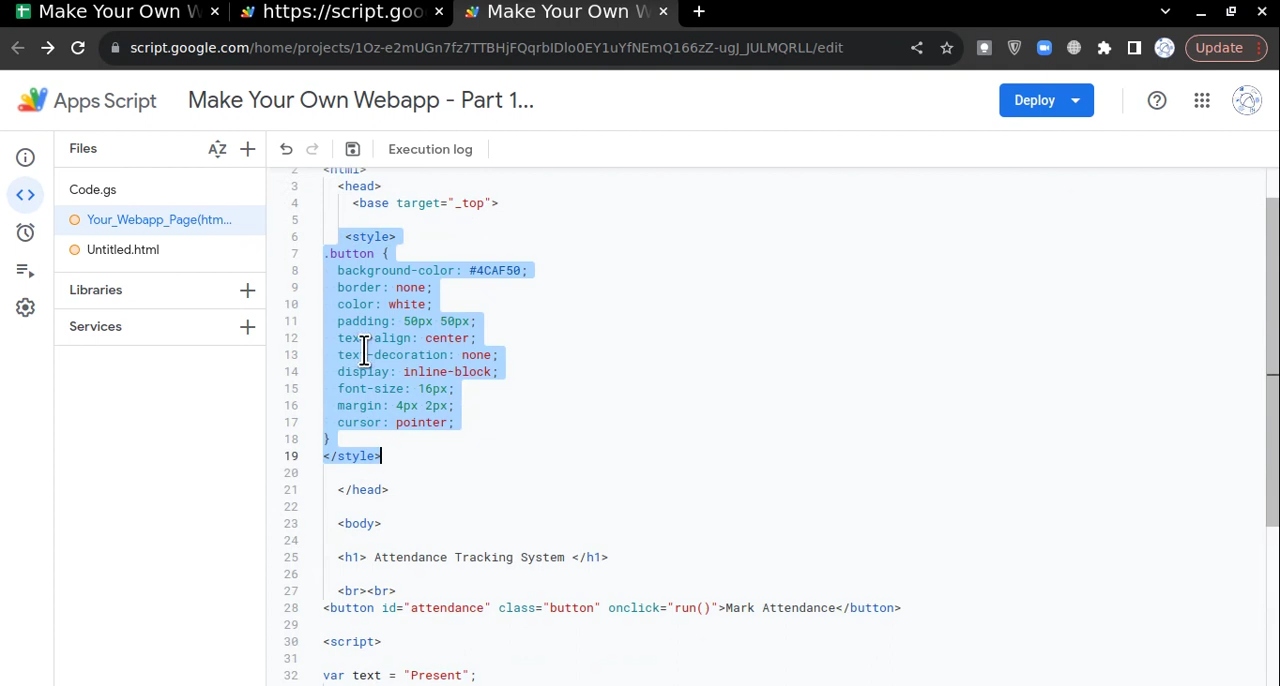 Make Your Own W
https://script.goo
Make Your Own W
script.google.com/home/projects/1Oz-e2mUGn7fz7TTBHjFQqrbIDlo0EY1uYfNEmQ166zZ-ugJ_JULMQRLL/edit
Update
Apps Script
Make Your Own Webapp - Part 1...
Deploy
Files
Execution log
Code.gs
Your_Webapp_Page(htm...
Untitled.html
Libraries
Services
2 <html>
3 <head>
4 <base target="_top">
5
6 <style>
7 .button {
8 background-color: #4CAF50;
9 border: none;
10 color: white;
11 padding: 50px 50px;
12 text-align: center;
13 text-decoration: none;
14 display: inline-block;
15 font-size: 16px;
16 margin: 4px 2px;
17 cursor: pointer;
18 }
19 </style>
20
21 </head>
22
23 <body>
24
25 <h1> Attendance Tracking System </h1>
26
27 <br><br>
28 <button id="attendance" class="button" onclick="run()">Mark Attendance</button>
29
30 <script>
31
32 var text = "Present";